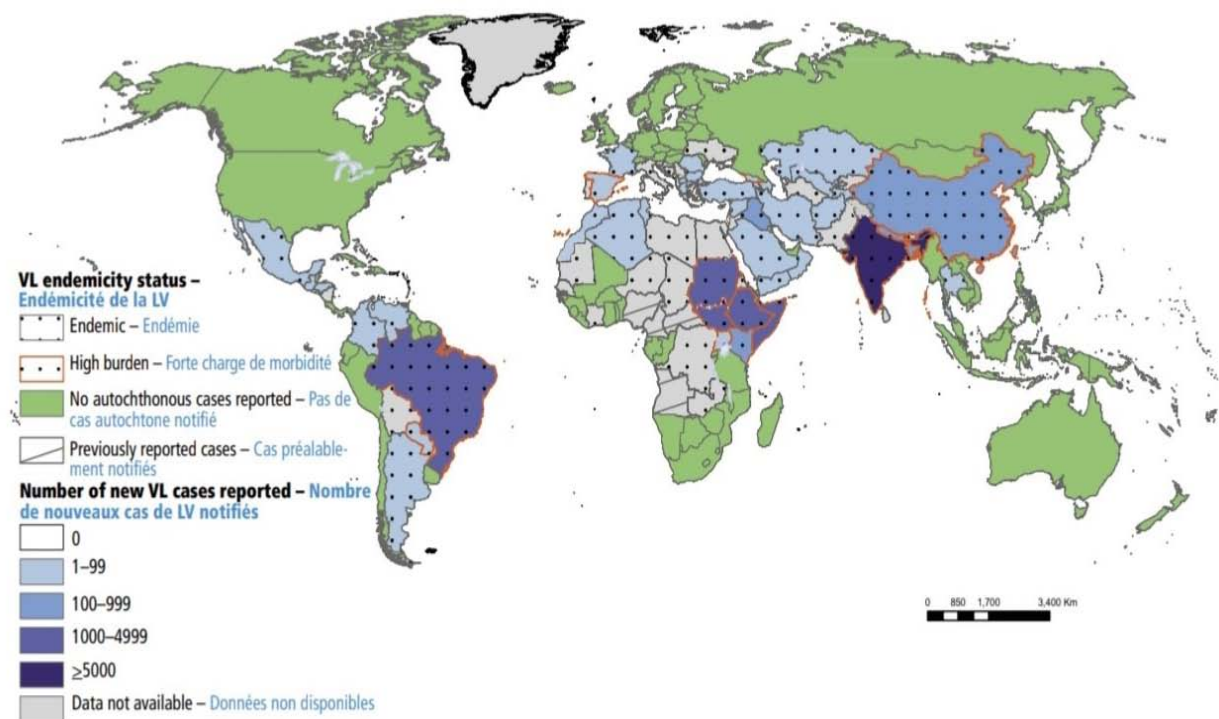 VL endemicity status –
Endémicité de la LV
Endemic – Endémie
High burden – Forte charge de morbidité
No autochthonous cases reported – Pas de
cas autochtone notifié
Previously reported cases – Cas préalable-
ment notifiés
Number of new VL cases reported – Nombre
de nouveaux cas de LV notifiés
0
1–99
100–999
1000–4999
≥5000
Data not available – Données non disponibles
0 850 1,700 3,400 Km